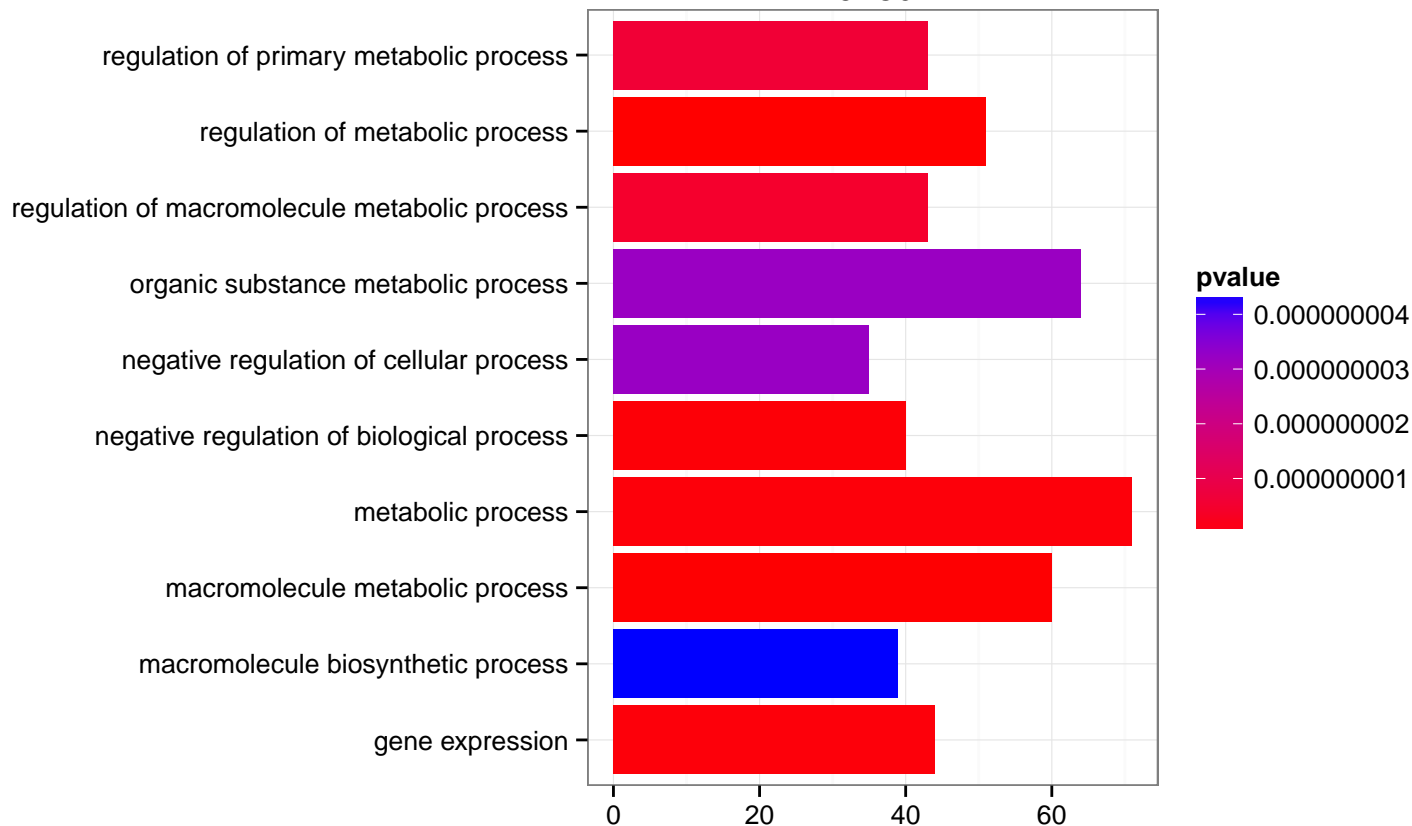 regulation of primary metabolic process
regulation of metabolic process
regulation of macromolecule metabolic process
organic substance metabolic process
negative regulation of cellular process
negative regulation of biological process
metabolic process
macromolecule metabolic process
macromolecule biosynthetic process
gene expression
0 20 40 60
pvalue
0.000000004
0.000000003
0.000000002
0.000000001